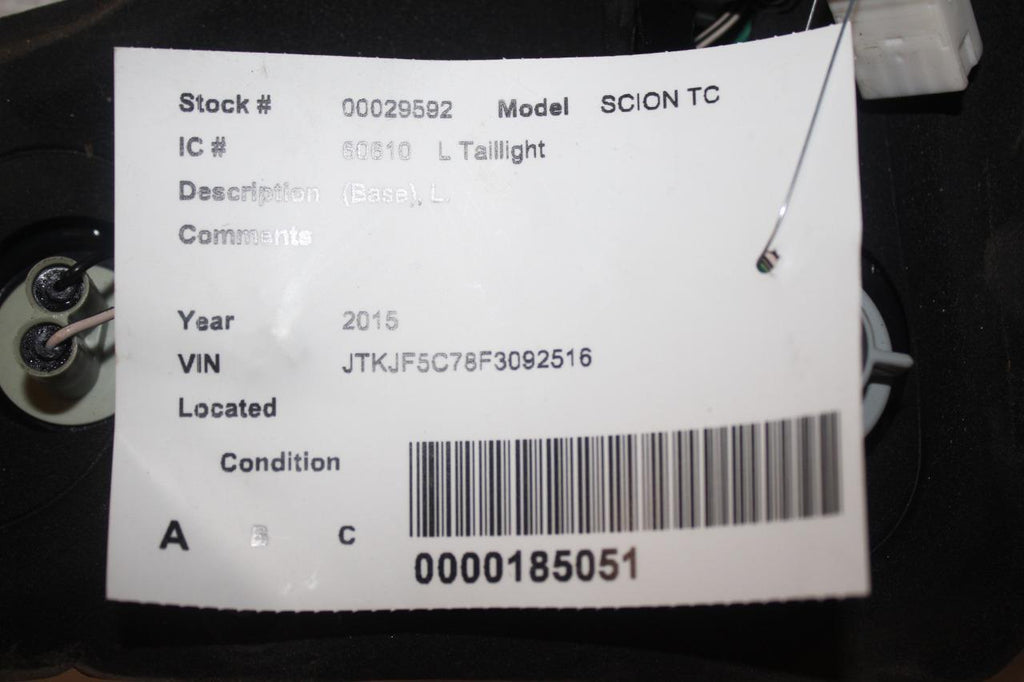 Stock # 00029592 Model SCION TC
IC # 60610 L Taillight
Description (Base), L.
Comments
Year 2015
VIN JTKJF5C78F3092516
Located
Condition
A B C
0000185051